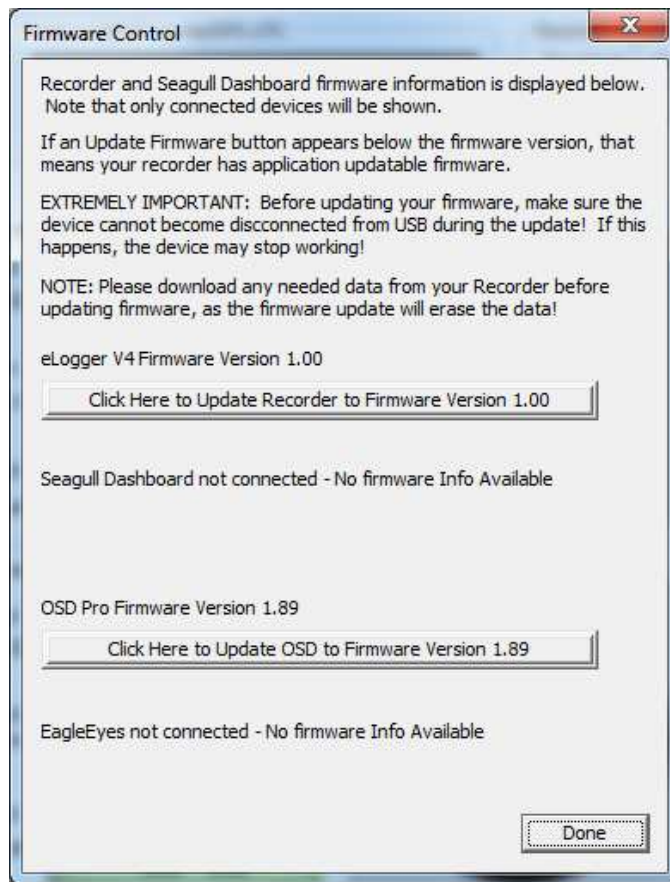 Firmware Control
Recorder and Seagull Dashboard firmware information is displayed below.
Note that only connected devices will be shown.
If an Update Firmware button appears below the firmware version, that
means your recorder has application updatable firmware.
EXTREMELY IMPORTANT: Before updating your firmware, make sure the
device cannot become discconnected from USB during the update! If this
happens, the device may stop working!
NOTE: Please download any needed data from your Recorder before
updating firmware, as the firmware update will erase the data!
eLogger V4 Firmware Version 1.00
Click Here to Update Recorder to Firmware Version 1.00
Seagull Dashboard not connected - No firmware Info Available
OSD Pro Firmware Version 1.89
Click Here to Update OSD to Firmware Version 1.89
EagleEyes not connected - No firmware Info Available
Done